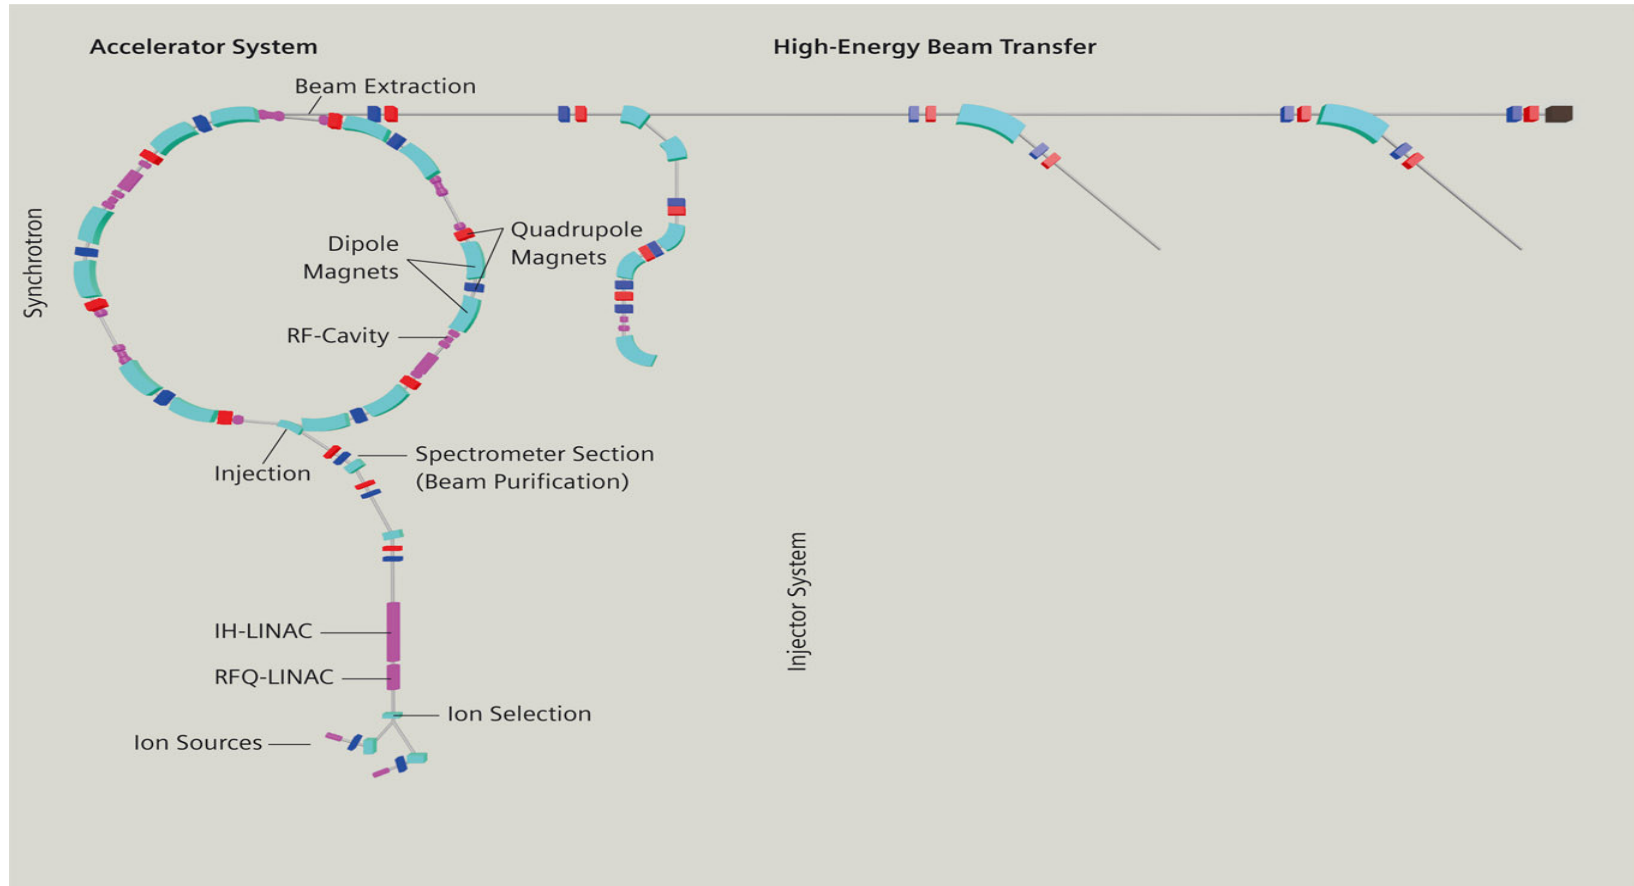 Accelerator System
High-Energy Beam Transfer
Beam Extraction
Synchrotron
Dipole
Magnets
Quadrupole
Magnets
RF-Cavity
Injection
Spectrometer Section
(Beam Purification)
Injector System
IH-LINAC
RFQ-LINAC
Ion Selection
Ion Sources